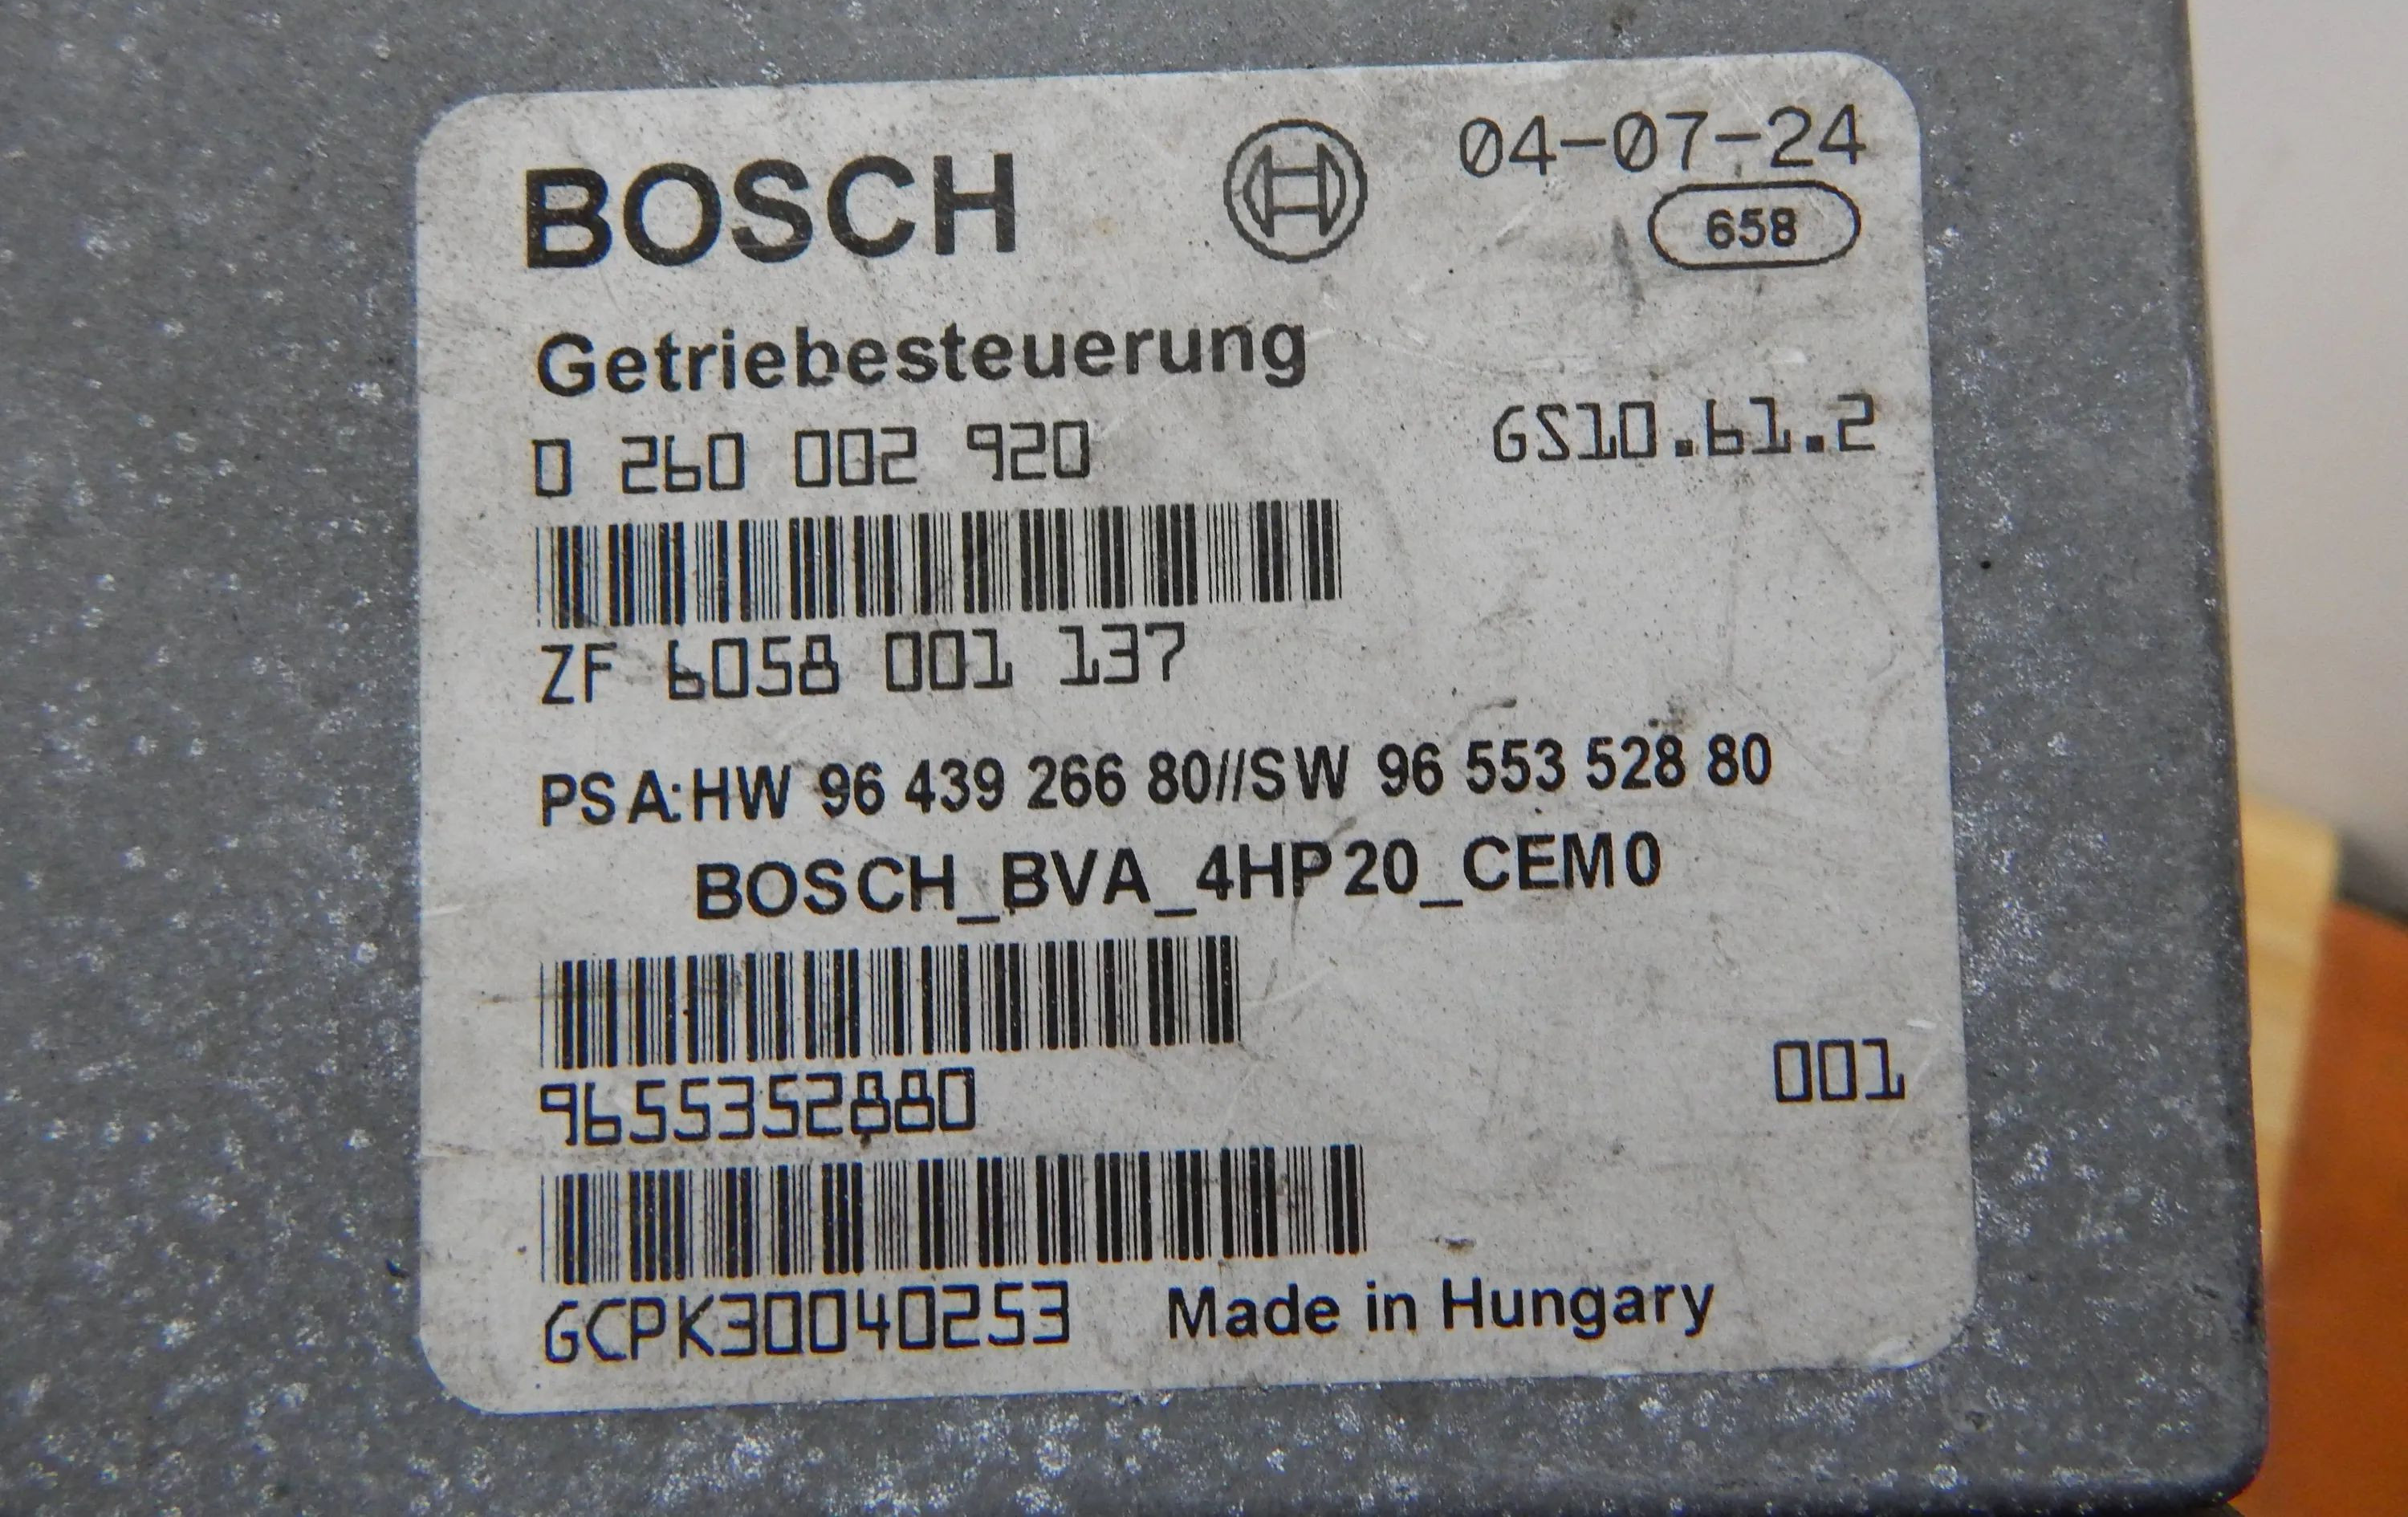 BOSCH 04-07-24
658
Getriebesteuerung
0 260 002 920 GS10.61.2
ZF 6058 001 137
PSA:HW 96 439 266 80//SW 96 553 528 80
BOSCH_BVA_4HP20_CEM0
9655352880 001
GCPK30040253 Made in Hungary